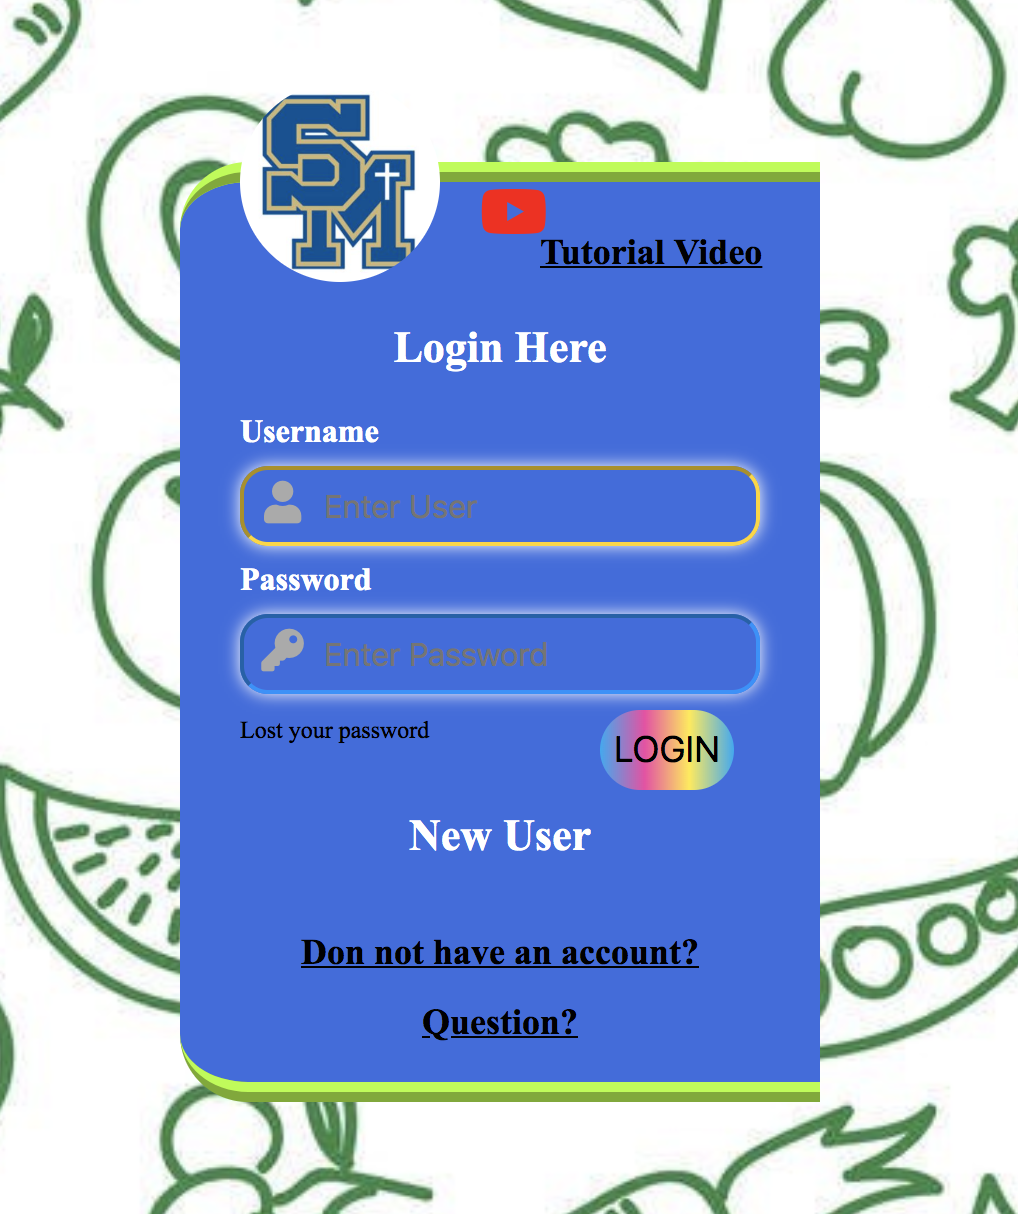 SM
Tutorial Video
Login Here
Username
Enter User
Password
Enter Password
Lost your password
LOGIN
New User
Don not have an account?
Question?